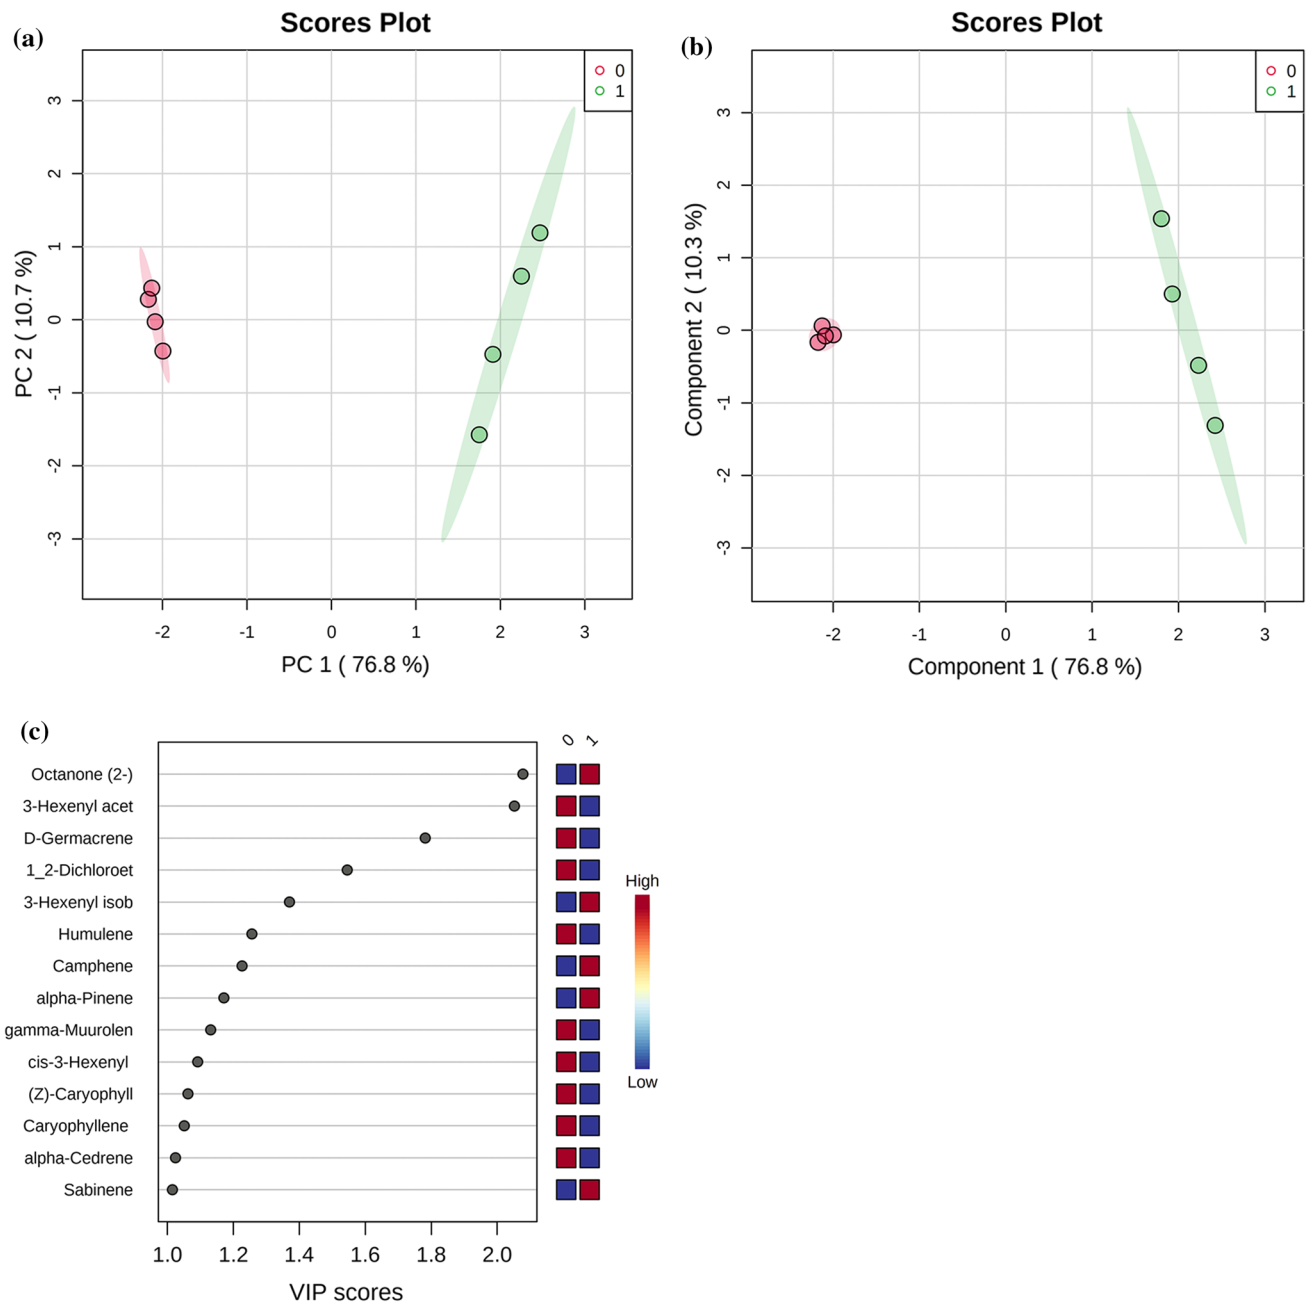 (a)
Scores Plot
0
1
3
2
1
0
-1
-2
-3
PC 2 ( 10.7 %)
-2 -1 0 1 2 3
PC 1 ( 76.8 %)
(b)
Scores Plot
0
1
3
2
1
0
-1
-2
-3
Component 2 ( 10.3 %)
-2 -1 0 1 2 3
Component 1 ( 76.8 %)
(c)
0 1
Octanone (2-)
3-Hexenyl acet
D-Germacrene
1_2-Dichloroet
3-Hexenyl isob
Humulene
Camphene
alpha-Pinene
gamma-Muurolen
cis-3-Hexenyl
(Z)-Caryophyll
Caryophyllene
alpha-Cedrene
Sabinene
High
Low
1.0 1.2 1.4 1.6 1.8 2.0
VIP scores